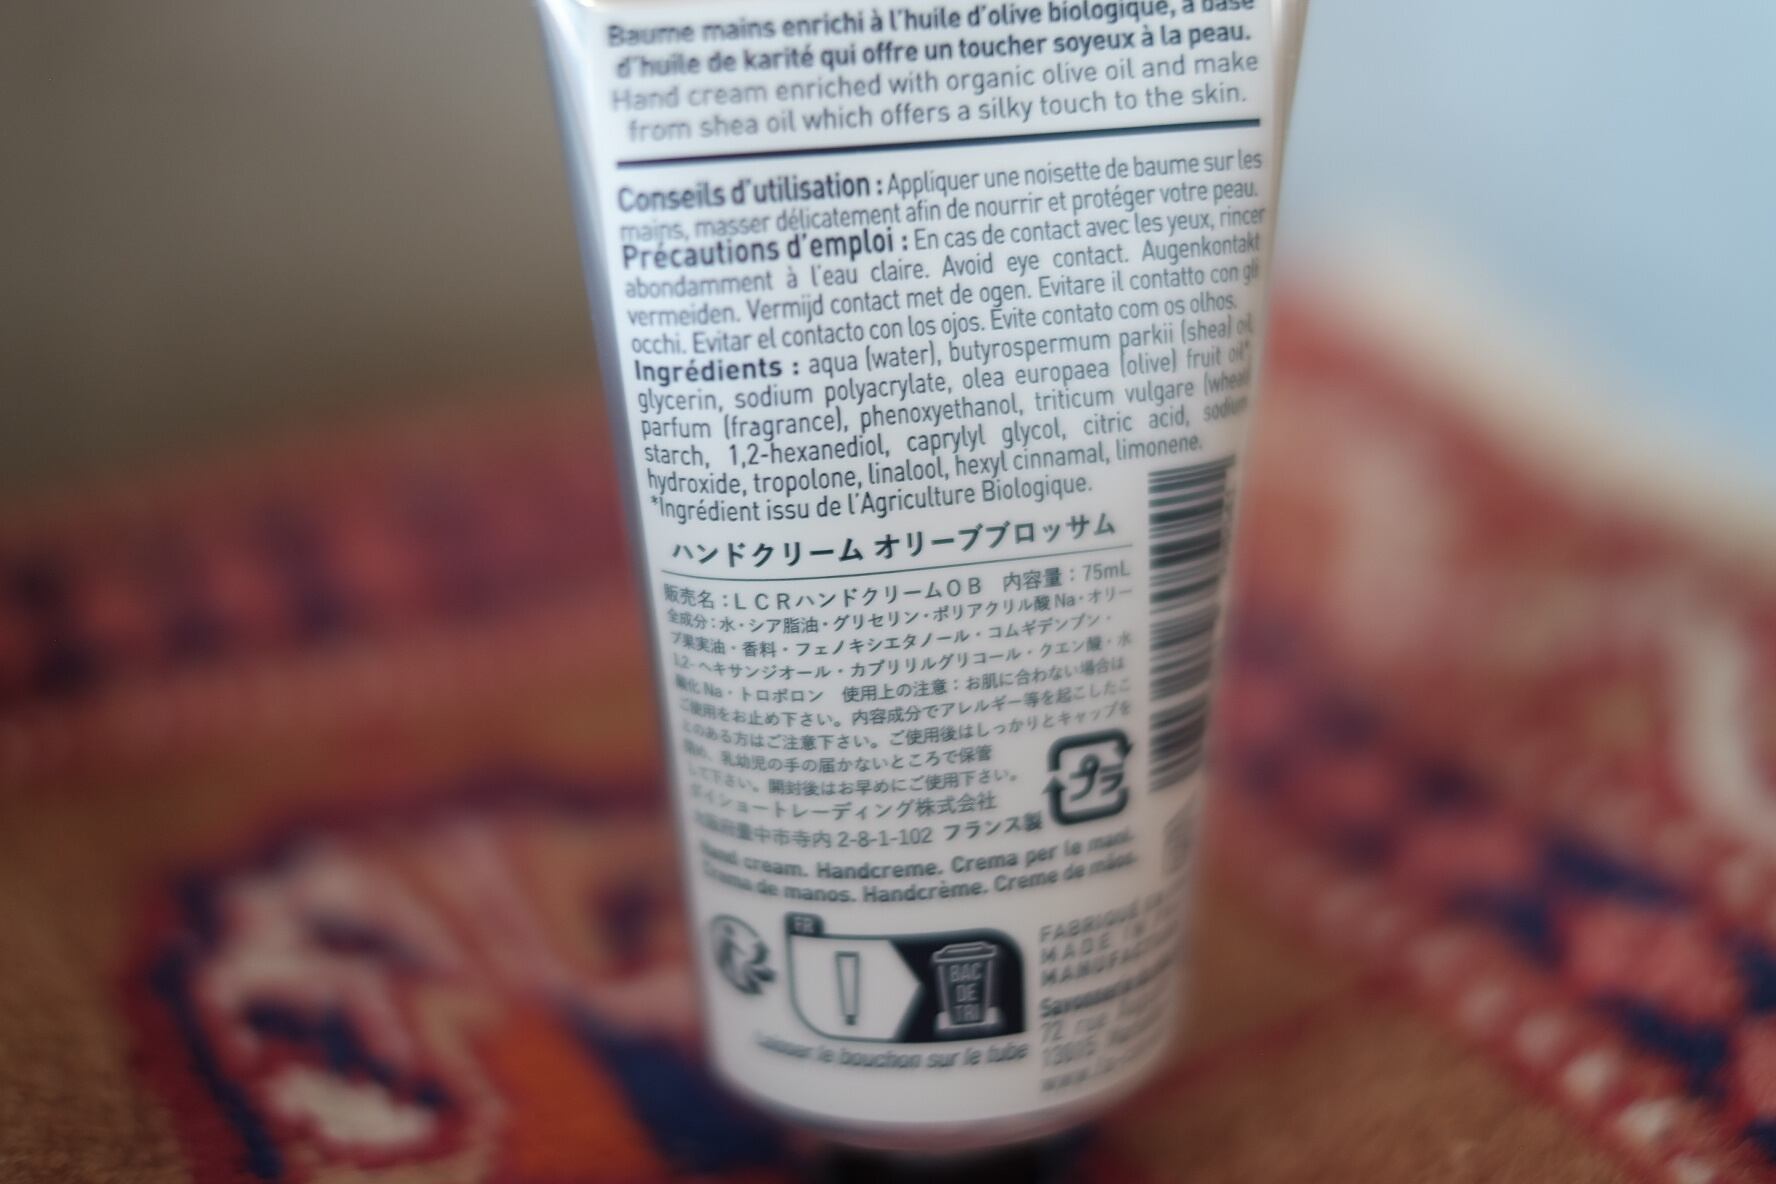 Baume mains enrichi à l'huile d'olive biologique, à base
d'huile de karité qui offre un toucher soyeux à la peau.
Hand cream enriched with organic olive oil and make
from shea oil which offers a silky touch to the skin.
Conseils d'utilisation : Appliquer une noisette de baume sur les
mains, masser délicatement afin de nourrir et protéger votre peau.
Précautions d'emploi : En cas de contact avec les yeux, rincer
abondamment à l'eau claire. Avoid eye contact. Augenkontakt
vermeiden. Vermijd contact met de ogen. Evitare il contatto con gli
occhi. Evitar el contacto con los ojos. Evite contato com os olhos.
Ingrédients : aqua (water), butyrospermum parkii (shea) oil,
glycerin, sodium polyacrylate, olea europaea (olive) fruit oil*,
parfum (fragrance), phenoxyethanol, triticum vulgare (wheat)
starch, 1,2-hexanediol, caprylyl glycol, citric acid, sodium
hydroxide, tropolone, linalool, hexyl cinnamal, limonene.
*Ingrédient issu de l'Agriculture Biologique.
ハンドクリーム オリーブブロッサム
販売名：ＬＣＲハンドクリームＯＢ 内容量：75mL
全成分：水・シア脂油・グリセリン・ポリアクリル酸Na・オリー
ブ果実油・香料・フェノキシエタノール・コムギデンプン・
1,2-ヘキサンジオール・カプリリルグリコール・クエン酸・水
酸化Na・トロポロン 使用上の注意：お肌に合わない場合は
ご使用をお止め下さい。内容成分でアレルギー等を起こしたこ
とのある方はご注意下さい。ご使用後はしっかりとキャップを
閉め、乳幼児の手の届かないところで保管
して下さい。開封後はお早めにご使用下さい。
ダイショートレーディング株式会社
大阪府豊中市寺内 2-8-1-102 フランス製
プラ
Hand cream. Handcreme. Crema per le mani.
Crema de manos. Handcrème. Creme de mãos.
FR
BAC
DE
TRI
Laisser le bouchon sur le tube
FABRIQUÉ
MADE IN
72 rue
13015